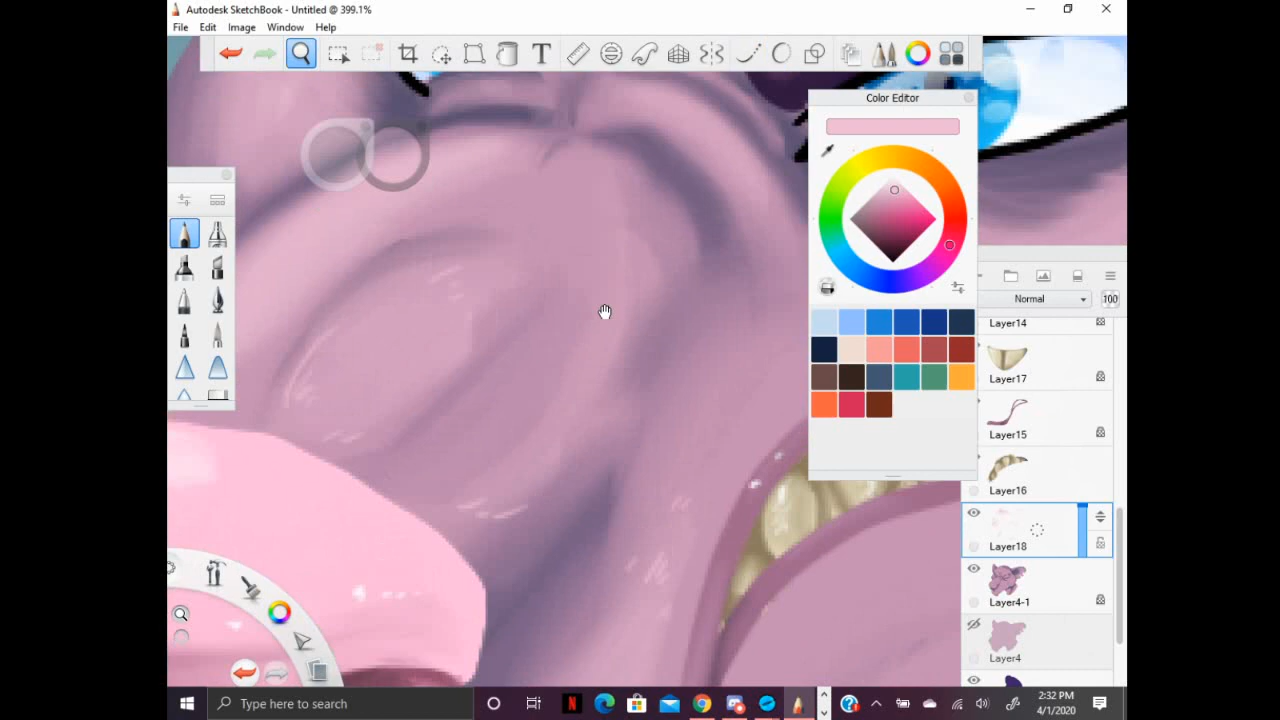 Autodesk SketchBook - Untitled @ 399.1%
File Edit Image Window Help
T
Color Editor
Normal
100
Layer14
Layer17
Layer15
Layer16
Layer18
Layer4-1
Layer4
Type here to search
N
2:32 PM
4/1/2020